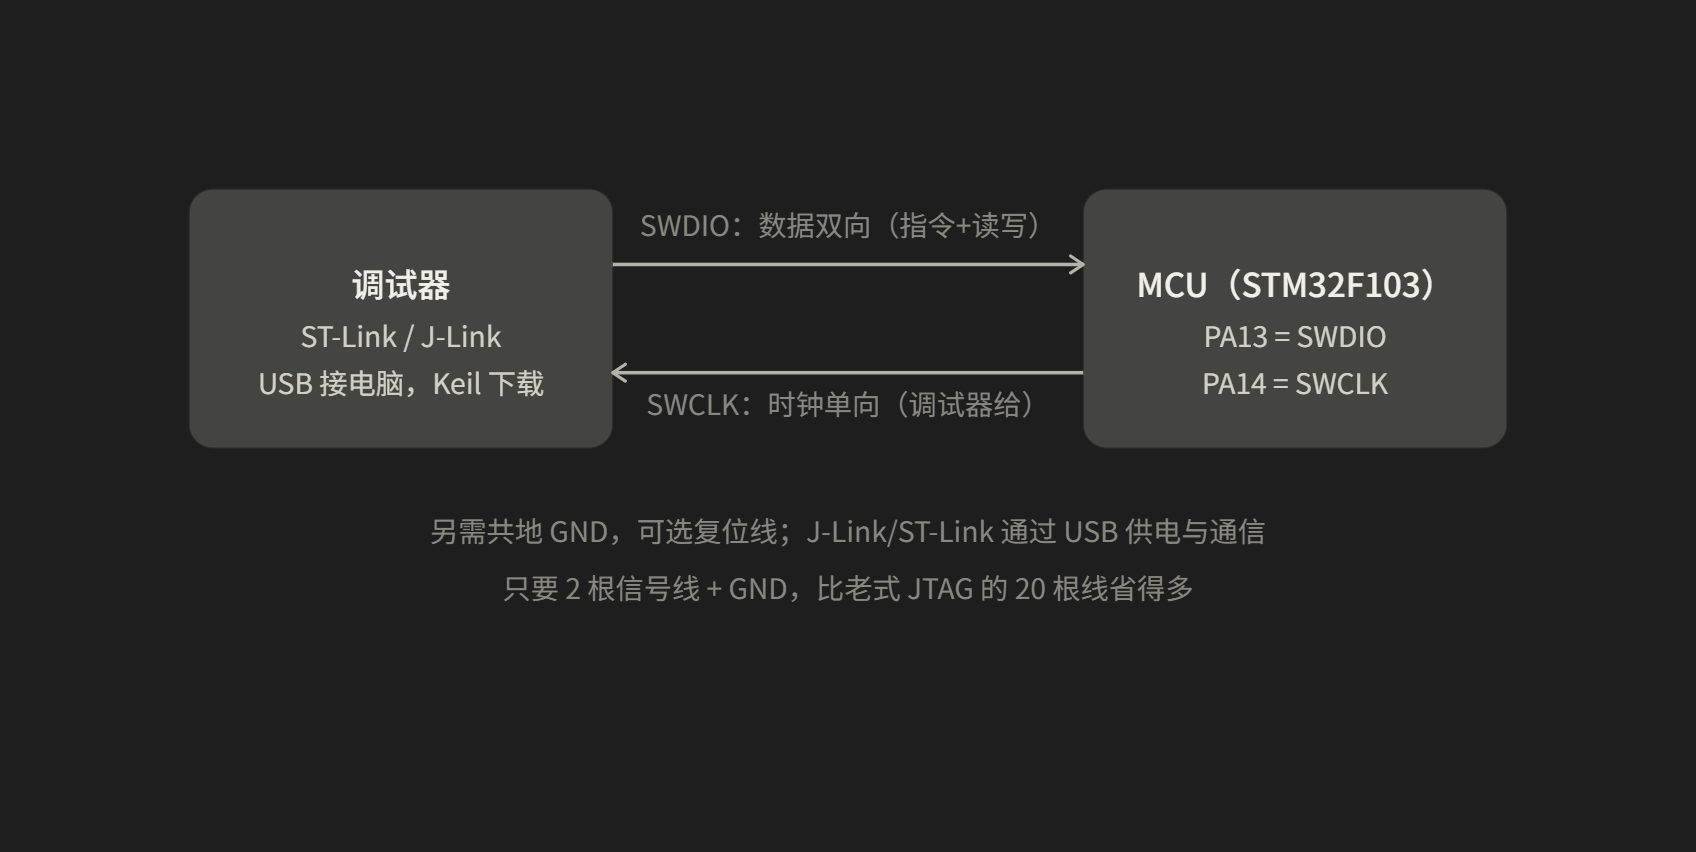 SWDIO：数据双向（指令+读写）
调试器
ST-Link / J-Link
USB 接电脑，Keil 下载
MCU（STM32F103）
PA13 = SWDIO
PA14 = SWCLK
SWCLK：时钟单向（调试器给）
另需共地 GND，可选复位线；J-Link/ST-Link 通过 USB 供电与通信
只要 2 根信号线 + GND，比老式 JTAG 的 20 根线省得多